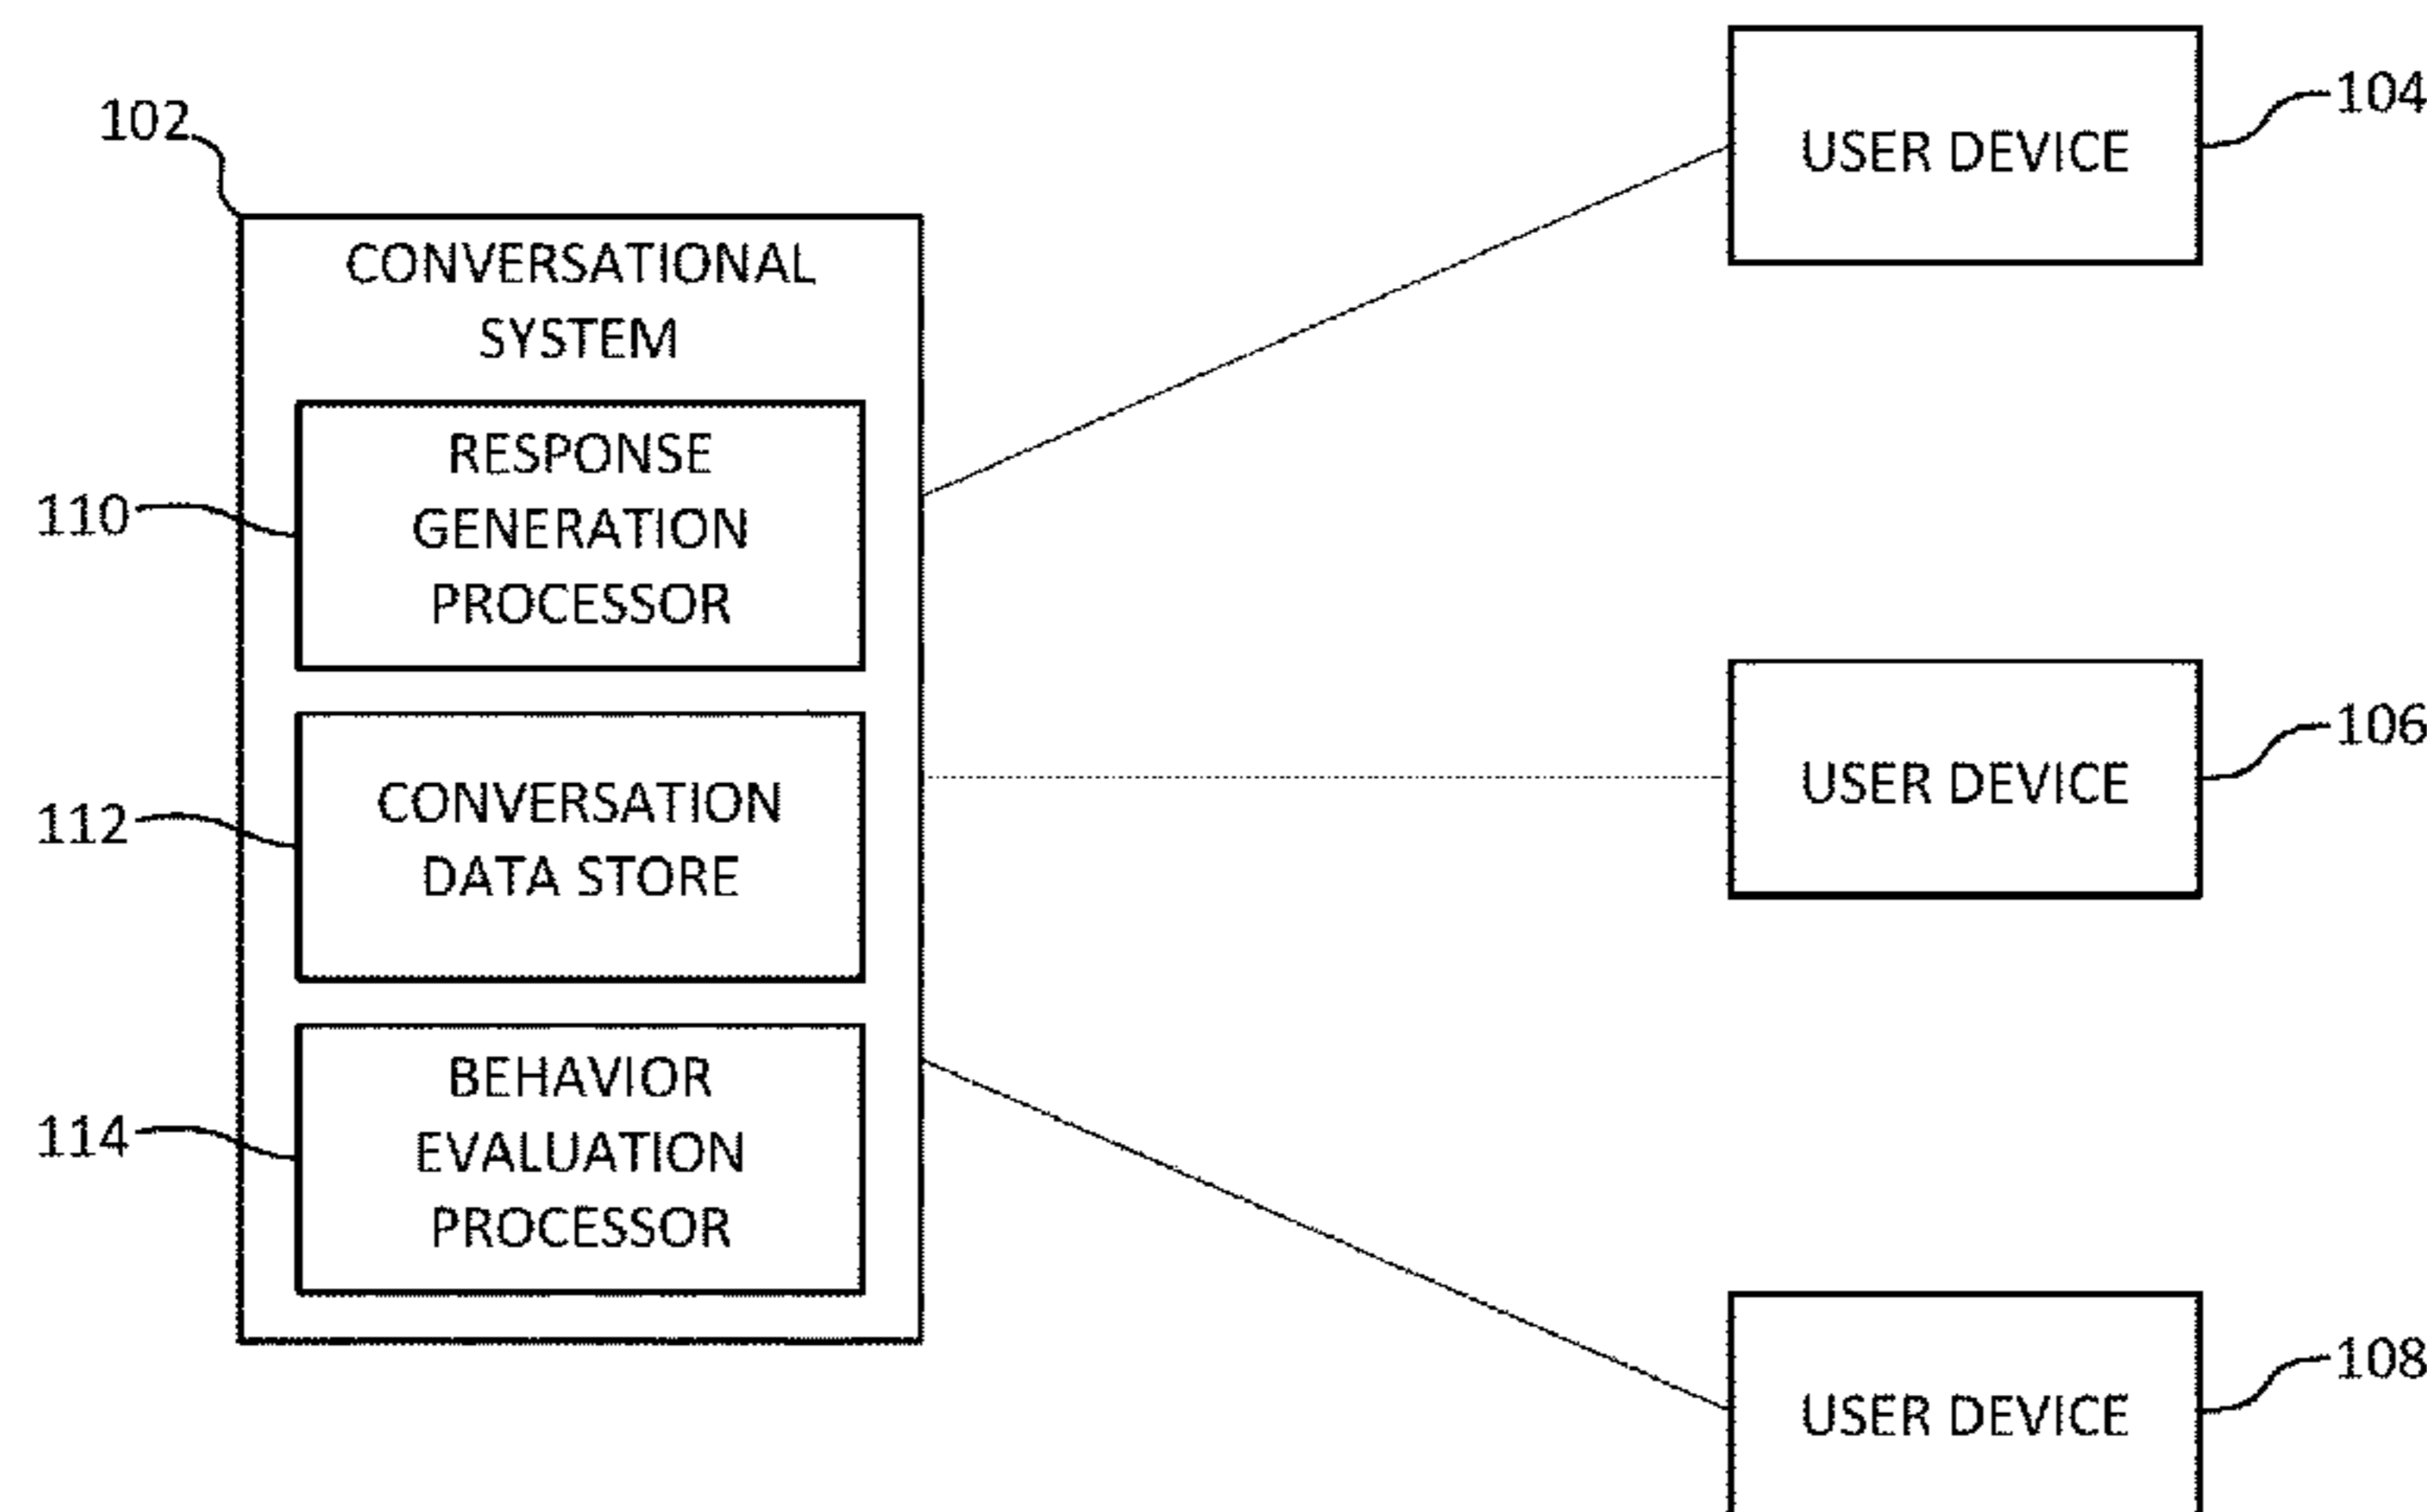 102
CONVERSATIONAL
SYSTEM
110
RESPONSE
GENERATION
PROCESSOR
112
CONVERSATION
DATA STORE
114
BEHAVIOR
EVALUATION
PROCESSOR
USER DEVICE
104
USER DEVICE
106
USER DEVICE
108